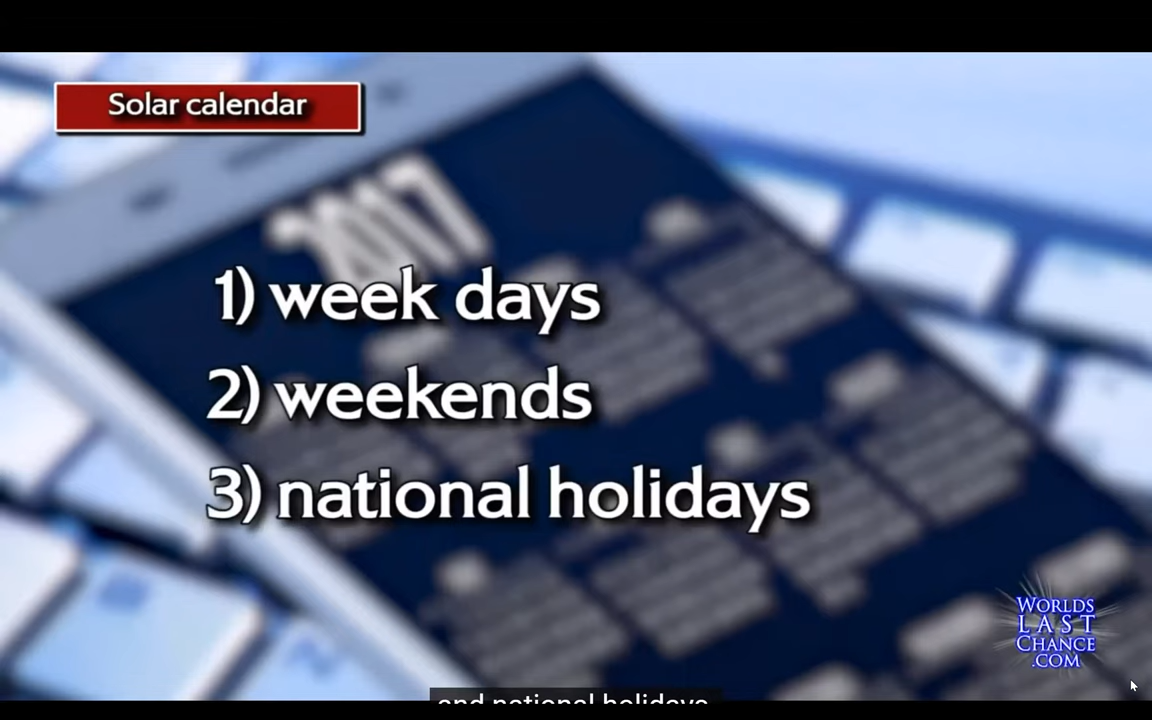 Solar calendar
2017
1) week days
2) weekends
3) national holidays
WORLDS
LAST
CHANCE
.COM
and national holidays